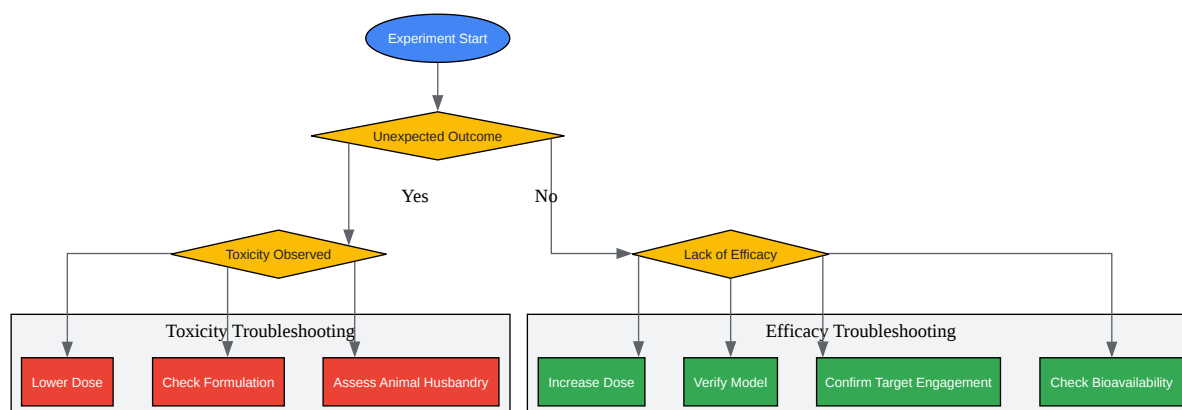 Experiment Start
Unexpected Outcome
Yes
No
Toxicity Observed
Lack of Efficacy
Toxicity Troubleshooting
Efficacy Troubleshooting
Lower Dose
Check Formulation
Assess Animal Husbandry
Increase Dose
Verify Model
Confirm Target Engagement
Check Bioavailability